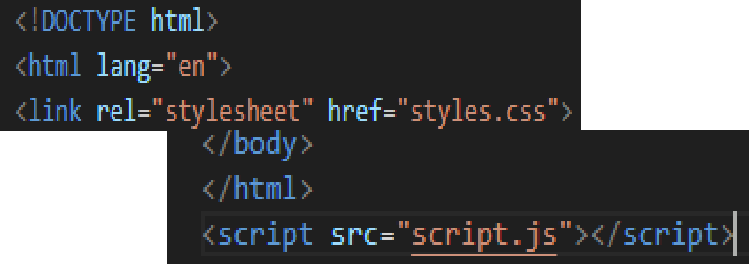 <!DOCTYPE html>
<html lang="en">
<link rel="stylesheet" href="styles.css">
</body>
</html>
<script src="script.js"></script>